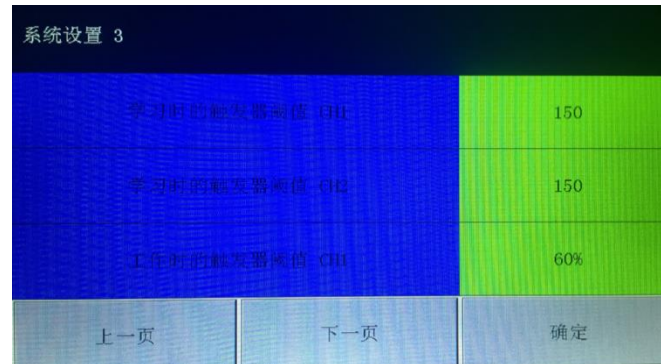 系统设置 3
学习时的触发器阈值 CH1
150
学习时的触发器阈值 CH2
150
工作时的触发器阈值 CH1
60%
上一页
下一页
确定